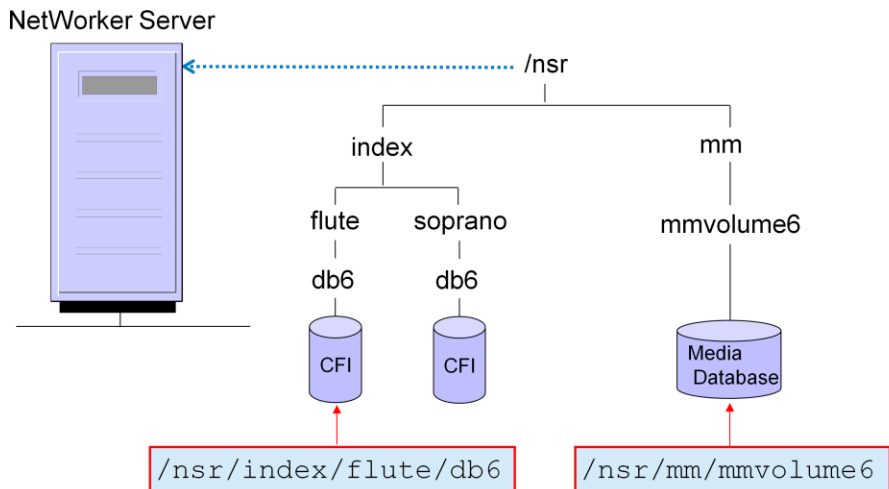 NetWorker Server
/nsr
index
mm
flute
soprano
mmvolume6
db6
db6
CFI
CFI
Media
Database
/nsr/index/flute/db6
/nsr/mm/mmvolume6